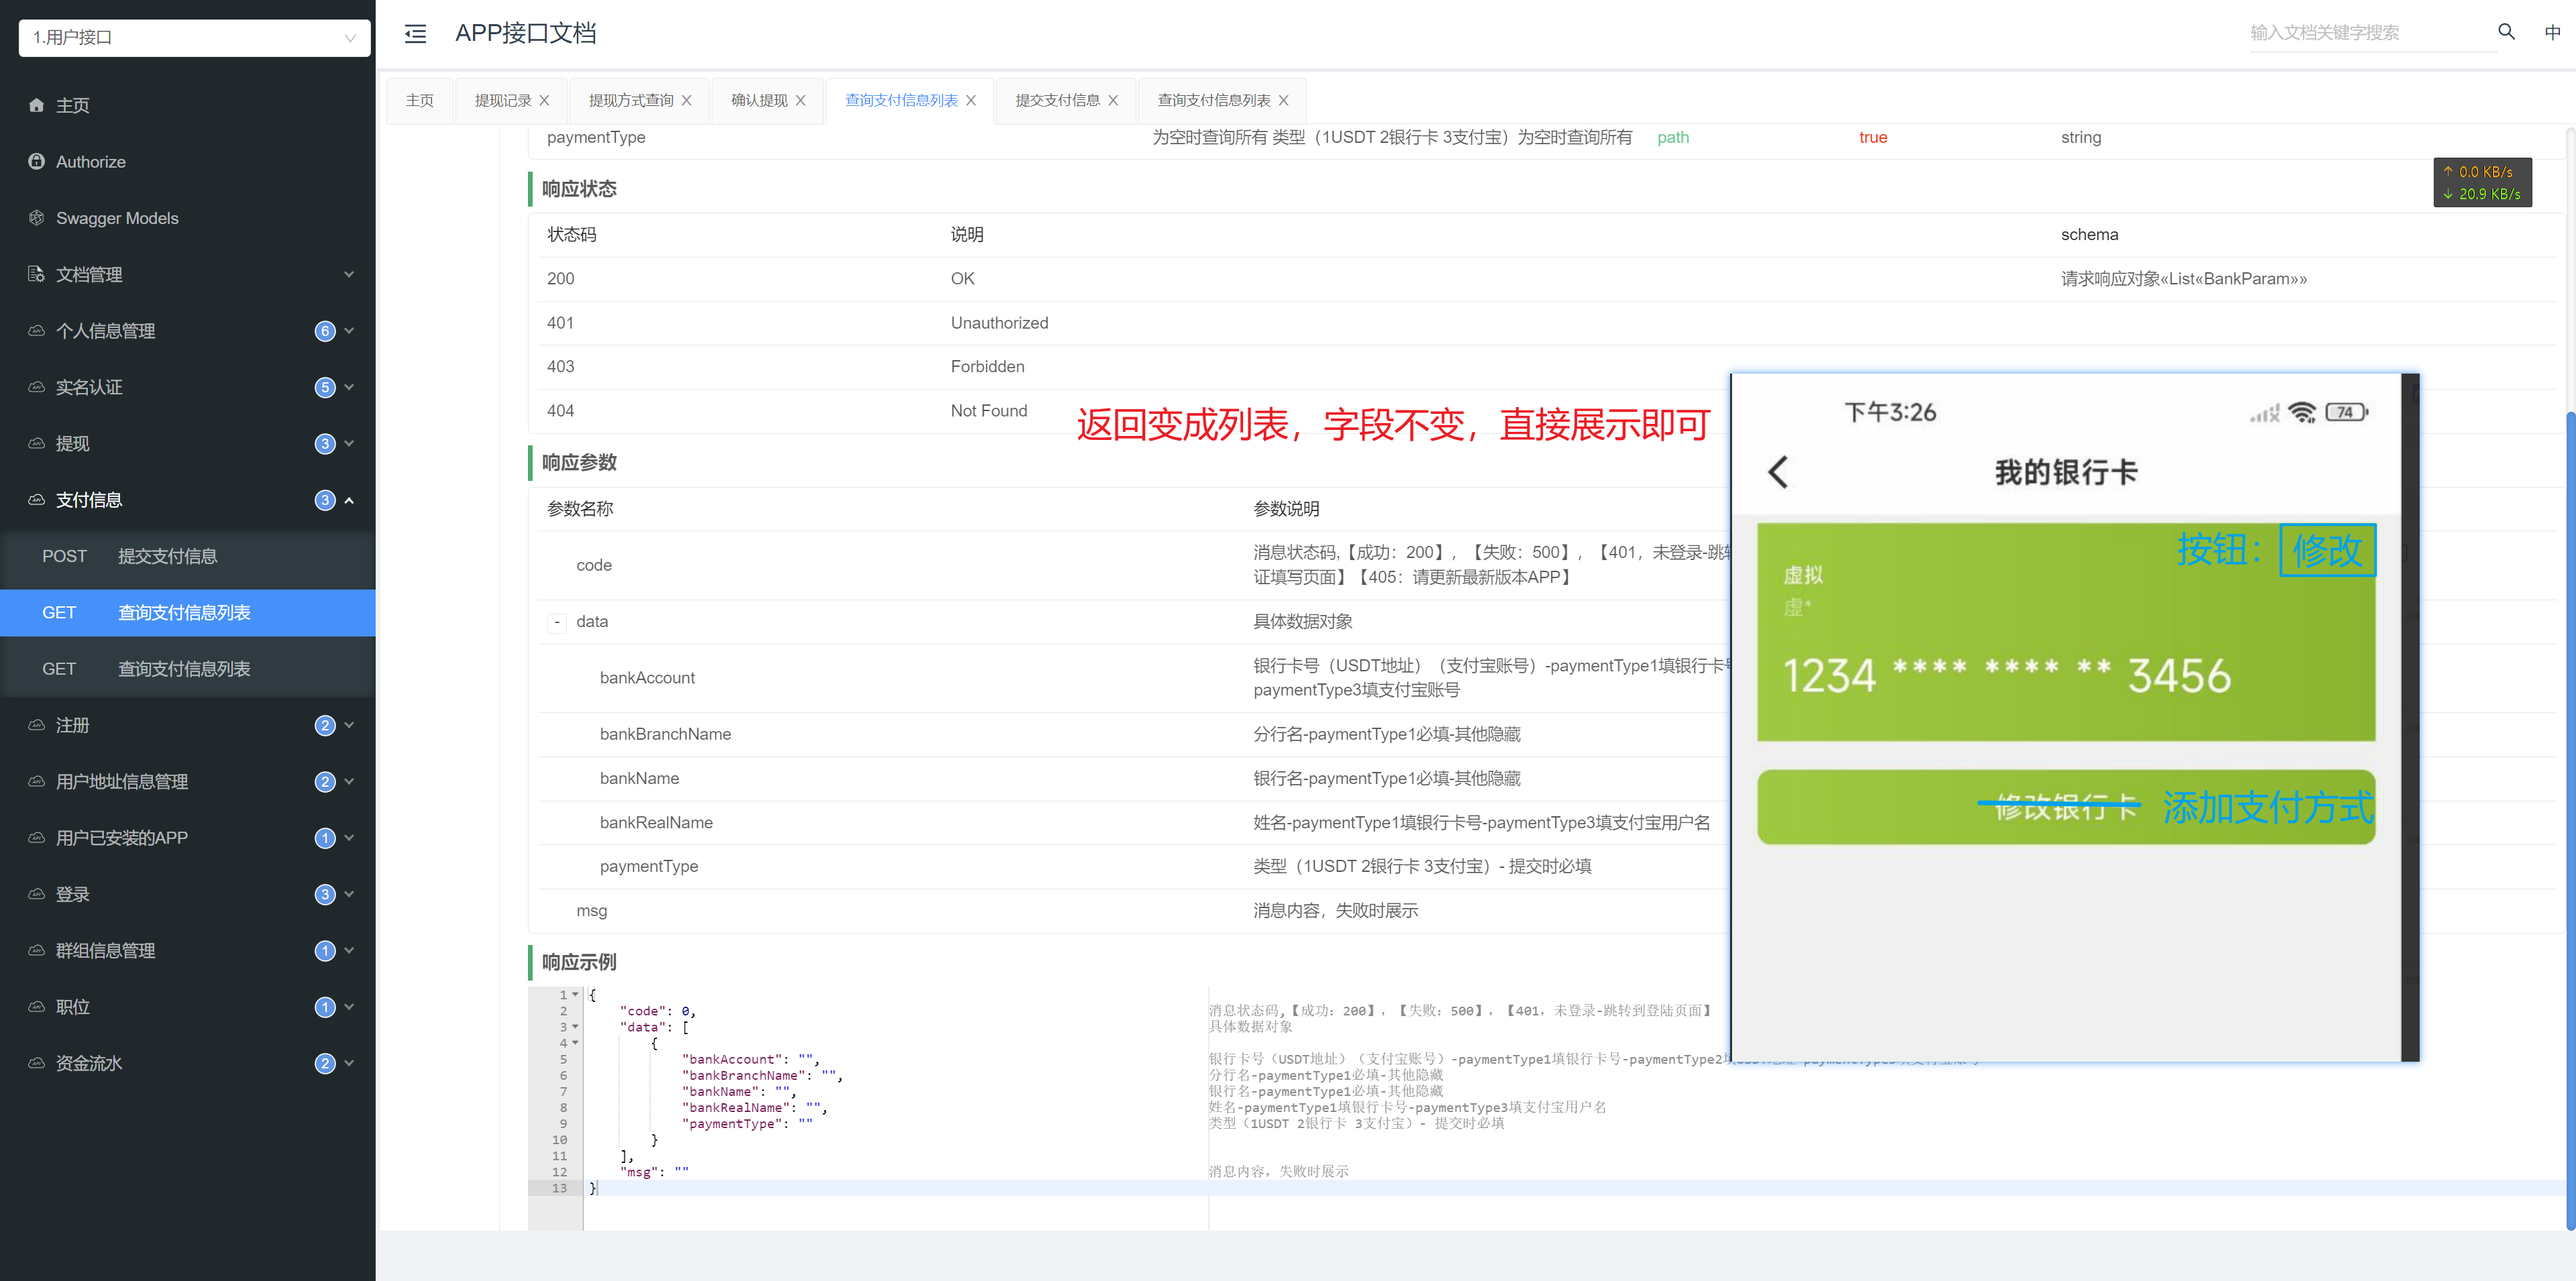 1.用户接口
APP接口文档
输入文档关键字搜索
中
主页
Authorize
Swagger Models
文档管理
个人信息管理 6
实名认证 5
提现 3
支付信息 3
POST 提交支付信息
GET 查询支付信息列表
GET 查询支付信息列表
注册 2
用户地址信息管理 2
用户已安装的APP 1
登录 3
群组信息管理 1
职位 1
资金流水 2
主页 提现记录 提现方式查询 确认提现 查询支付信息列表 提交支付信息 查询支付信息列表
paymentType 为空时查询所有 类型（1USDT 2银行卡 3支付宝）为空时查询所有 path true string
↑ 0.0 KB/s
↓ 20.9 KB/s
响应状态
状态码 说明 schema
200 OK 请求响应对象«List«BankParam»»
401 Unauthorized
403 Forbidden
404 Not Found
返回变成列表，字段不变，直接展示即可
响应参数
参数名称 参数说明
code 消息状态码,【成功：200】，【失败：500】，【401，未登录-跳
证填写页面】【405：请更新最新版本APP】
- data 具体数据对象
bankAccount 银行卡号（USDT地址）（支付宝账号）-paymentType1填银行卡
paymentType3填支付宝账号
bankBranchName 分行名-paymentType1必填-其他隐藏
bankName 银行名-paymentType1必填-其他隐藏
bankRealName 姓名-paymentType1填银行卡号-paymentType3填支付宝用户名
paymentType 类型（1USDT 2银行卡 3支付宝）- 提交时必填
msg 消息内容，失败时展示
下午3:26
74
我的银行卡
按钮： 修改
虚拟
虚*
1234 **** **** ** 3456
修改银行卡 添加支付方式
响应示例
1 {
2 "code": 0, 消息状态码,【成功：200】，【失败：500】，【401，未登录-跳转到登陆页面】
3 "data": [ 具体数据对象
4 {
5 "bankAccount": "", 银行卡号（USDT地址）（支付宝账号）-paymentType1填银行卡号-paymentType2
6 "bankBranchName": "", 分行名-paymentType1必填-其他隐藏
7 "bankName": "", 银行名-paymentType1必填-其他隐藏
8 "bankRealName": "", 姓名-paymentType1填银行卡号-paymentType3填支付宝用户名
9 "paymentType": "" 类型（1USDT 2银行卡 3支付宝）- 提交时必填
10 }
11 ],
12 "msg": "" 消息内容，失败时展示
13 }